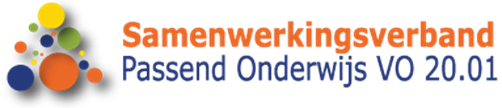 Samenwerkingsverband
Passend Onderwijs VO 20.01